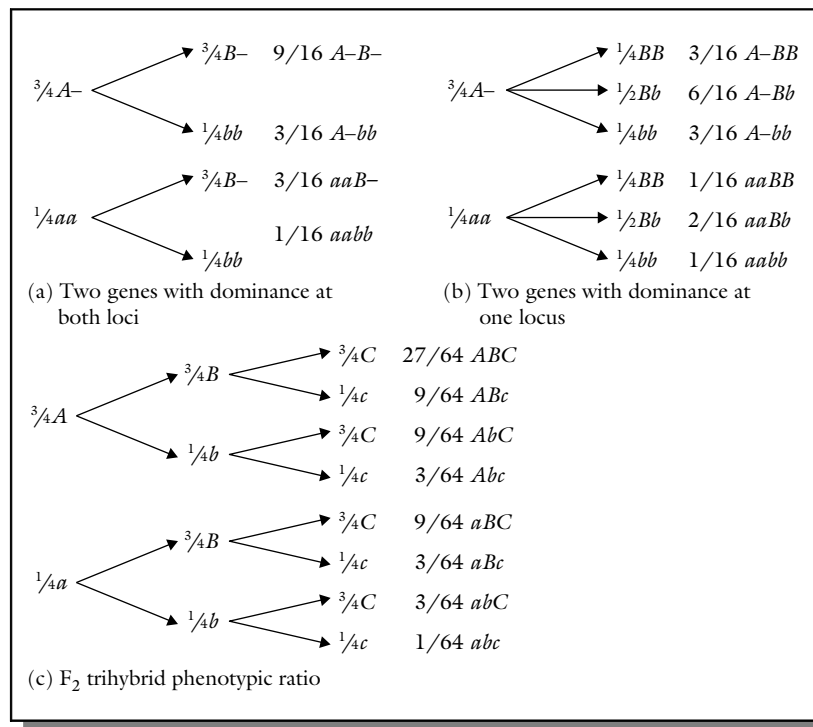 ¾B– 9/16 A–B–
¾A–
¼bb 3/16 A–bb
¾B– 3/16 aaB–
¼aa
1/16 aabb
¼bb
(a) Two genes with dominance at
both loci
¼BB 3/16 A–BB
¾A– ½Bb 6/16 A–Bb
¼bb 3/16 A–bb
¼BB 1/16 aaBB
¼aa ½Bb 2/16 aaBb
¼bb 1/16 aabb
(b) Two genes with dominance at
one locus
¾C 27/64 ABC
¾B
¼c 9/64 ABc
¾A
¾C 9/64 AbC
¼b
¼c 3/64 Abc
¾C 9/64 aBC
¾B
¼c 3/64 aBc
¼a
¾C 3/64 abC
¼b
¼c 1/64 abc
(c) F₂ trihybrid phenotypic ratio